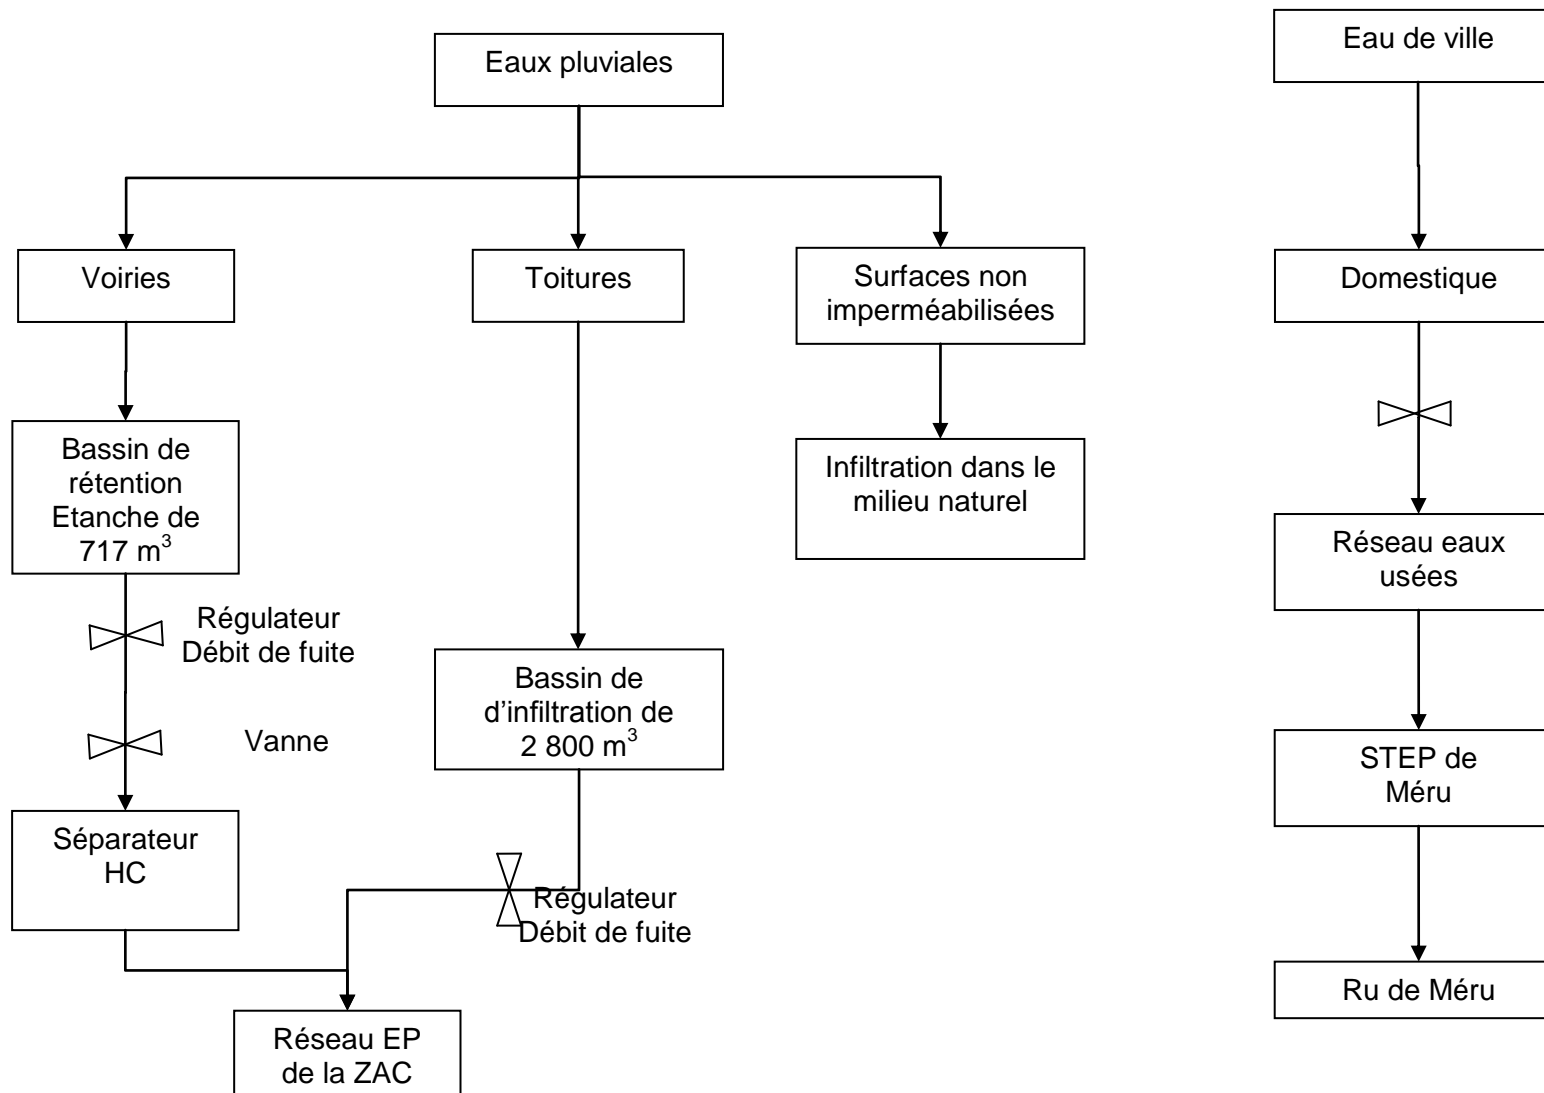 Eaux pluviales
Eau de ville
Voiries
Toitures
Surfaces non
imperméabilisées
Domestique
Bassin de
rétention
Etanche de
717 m³
Infiltration dans le
milieu naturel
Réseau eaux
usées
Régulateur
Débit de fuite
Bassin de
d’infiltration de
2 800 m³
Vanne
STEP de
Méru
Séparateur
HC
Régulateur
Débit de fuite
Ru de Méru
Réseau EP
de la ZAC